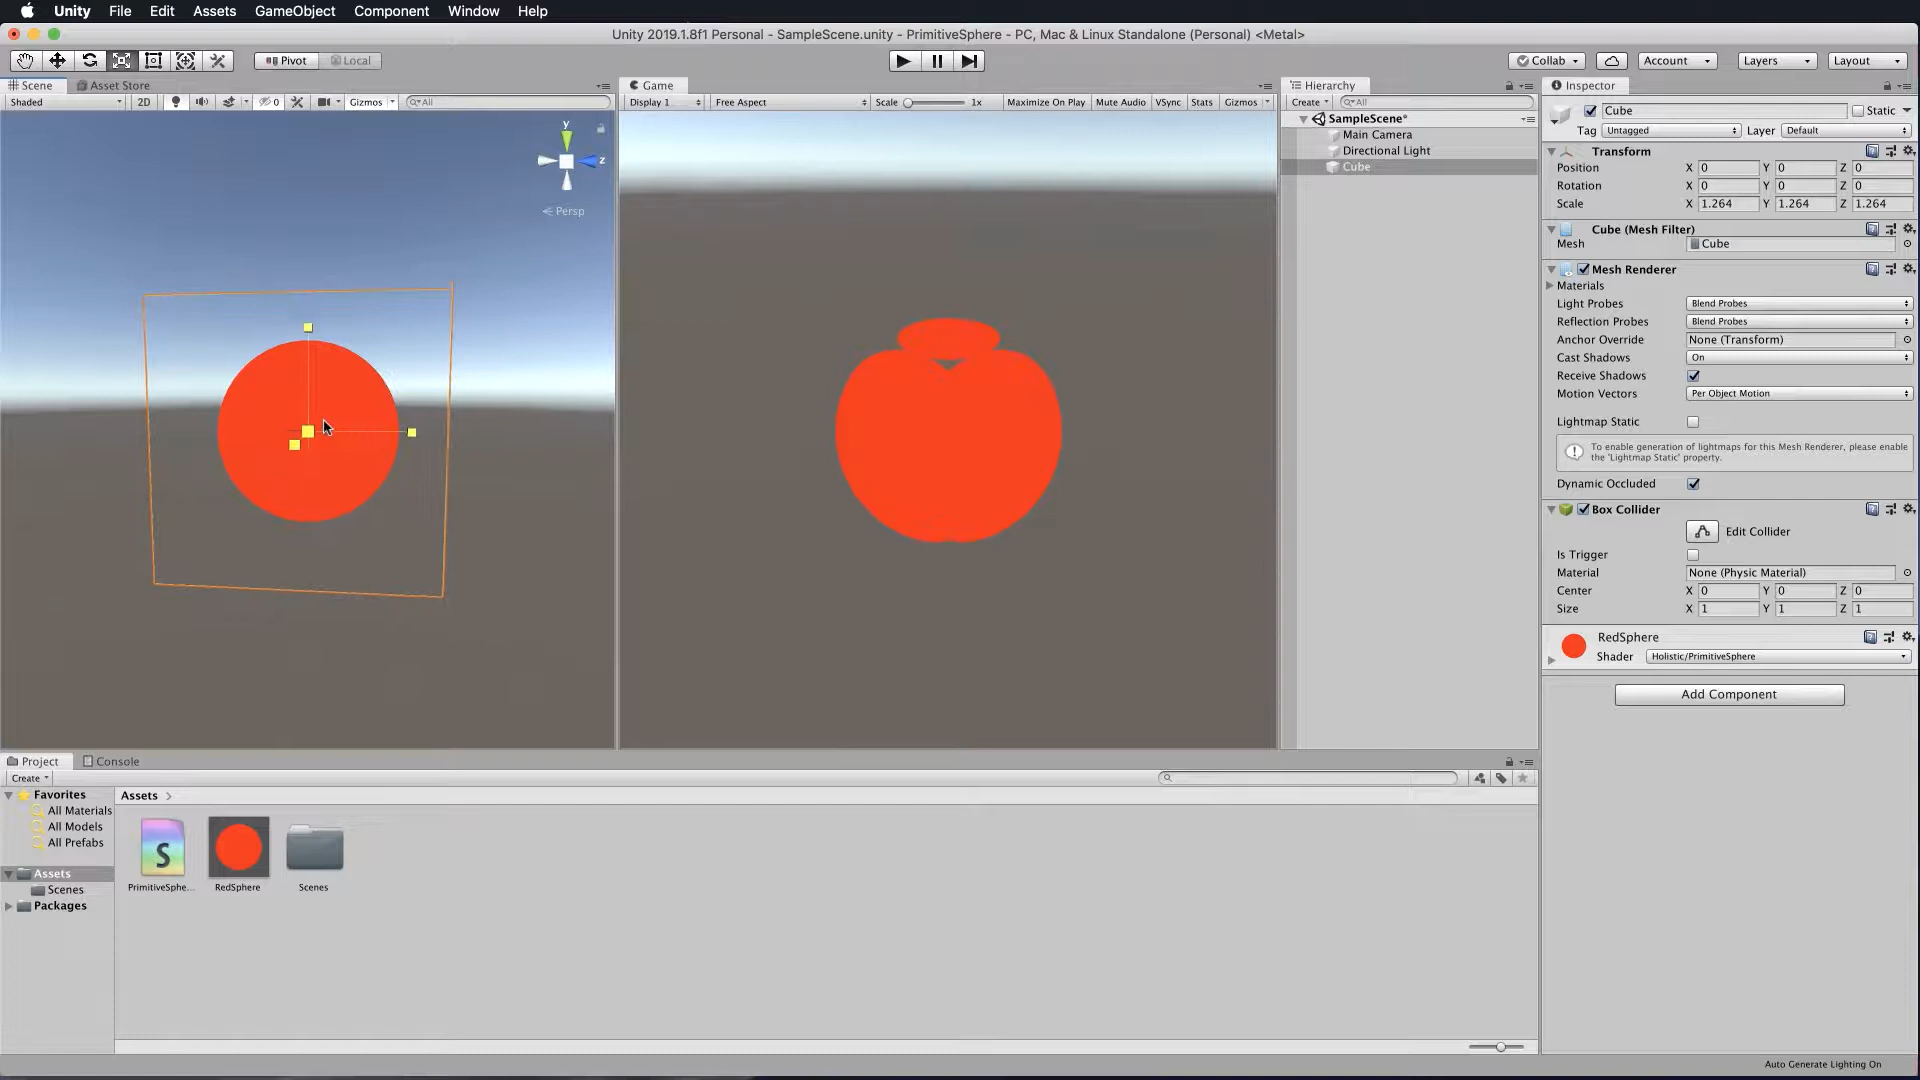 Unity File Edit Assets GameObject Component Window Help
Unity 2019.1.8f1 Personal - SampleScene.unity - PrimitiveSphere - PC, Mac & Linux Standalone (Personal) <Metal>
Pivot Local Collab Account Layers Layout
Scene Asset Store
Shaded 2D 0 Gizmos All
y
z
Persp
Game
Display 1 Free Aspect Scale 1x Maximize On Play Mute Audio VSync Stats Gizmos
Hierarchy
Create All
SampleScene*
Main Camera
Directional Light
Cube
Inspector
Cube Static
Tag Untagged Layer Default
Transform
Position X 0 Y 0 Z 0
Rotation X 0 Y 0 Z 0
Scale X 1.264 Y 1.264 Z 1.264
Cube (Mesh Filter)
Mesh Cube
Mesh Renderer
Materials
Light Probes Blend Probes
Reflection Probes Blend Probes
Anchor Override None (Transform)
Cast Shadows On
Receive Shadows
Motion Vectors Per Object Motion
Lightmap Static
To enable generation of lightmaps for this Mesh Renderer, please enable
the 'Lightmap Static' property.
Dynamic Occluded
Box Collider
Edit Collider
Is Trigger
Material None (Physic Material)
Center X 0 Y 0 Z 0
Size X 1 Y 1 Z 1
RedSphere
Shader Holistic/PrimitiveSphere
Add Component
Project Console
Create
Favorites
All Materials
All Models
All Prefabs
Assets
Scenes
Packages
Assets
S
PrimitiveSphe... RedSphere Scenes
Auto Generate Lighting On